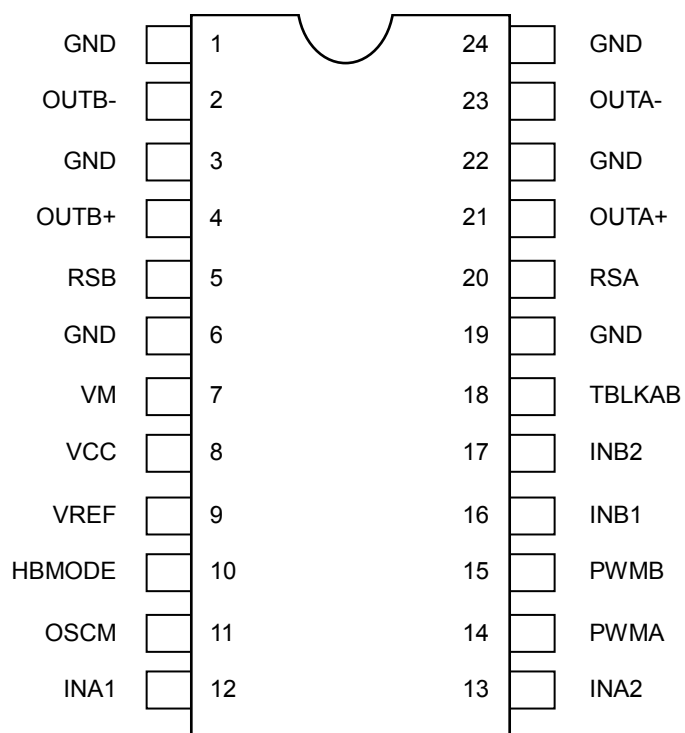 GND 1 24 GND
OUTB- 2 23 OUTA-
GND 3 22 GND
OUTB+ 4 21 OUTA+
RSB 5 20 RSA
GND 6 19 GND
VM 7 18 TBLKAB
VCC 8 17 INB2
VREF 9 16 INB1
HBMODE 10 15 PWMB
OSCM 11 14 PWMA
INA1 12 13 INA2